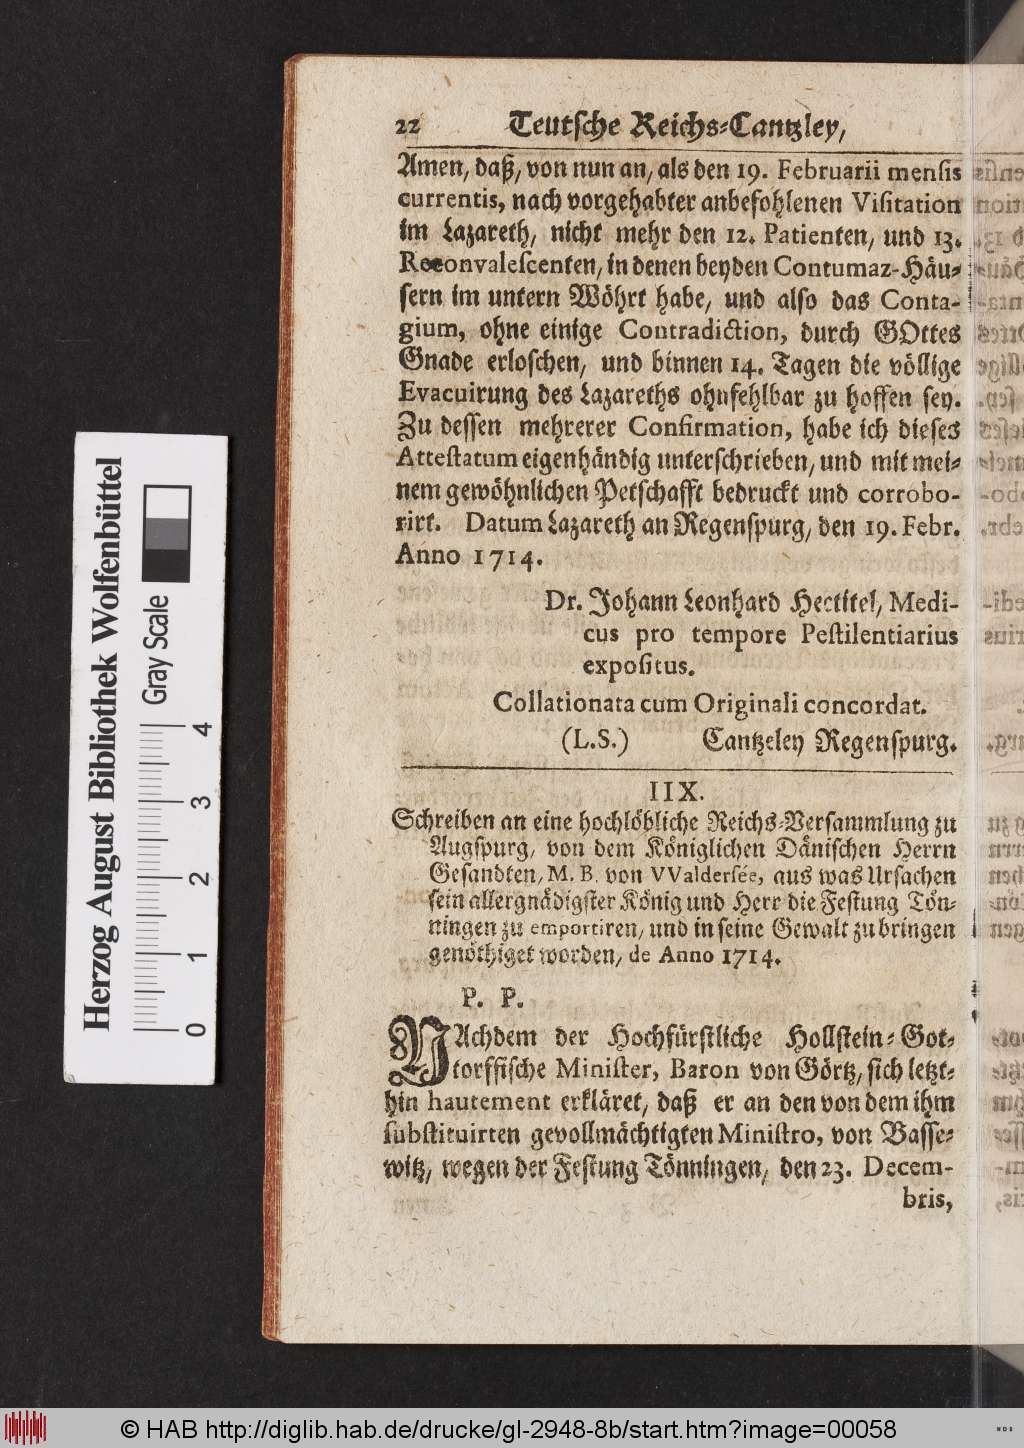 22 Teutsche Reichs-Cantzley,
Amen, daß, von nun an, als den 19. Februarii mensis
currentis, nach vorgehabter anbefohlenen Visitation
im Lazareth, nicht mehr den 12. Patienten, und 13.
Reconvalescenten, in denen beyden Contumaz-Häu-
sern im untern Wöhrt habe, und also das Conta-
gium, ohne einige Contradiction, durch GOttes
Gnade erloschen, und binnen 14. Tagen die völlige
Evacuirung des Lazareths ohnfehlbar zu hoffen sey.
Zu dessen mehrerer Confirmation, habe ich dieses
Attestatum eigenhändig unterschrieben, und mit mei-
nem gewöhnlichen Petschafft bedruckt und corrobo-
rirt. Datum Lazareth an Regenspurg, den 19. Febr.
Anno 1714.
Dr. Johann Leonhard Hectitel, Medi-
cus pro tempore Pestilentiarius
expositus.
Collationata cum Originali concordat.
(L.S.) Cantzeley Regenspurg.
IIX.
Schreiben an eine hochlöbliche Reichs-Versammlung zu
Augspurg, von dem Königlichen Dänischen Herrn
Gesandten, M. B. von VValdersée, aus was Ursachen
sein allergnädigster König und Herr die Festung Tön-
ningen zu emportiren, und in seine Gewalt zu bringen
genöthiget worden, de Anno 1714.
P. P.
NAchdem der Hochfürstliche Hollstein-Got-
torffische Minister, Baron von Görtz, sich letzt-
hin hautement erkläret, daß er an den von dem ihm
substituirten gevollmächtigten Ministro, von Basse-
witz, wegen der Festung Tönningen, den 23. Decem-
bris,
Herzog August Bibliothek Wolfenbüttel
Gray Scale
0 1 2 3 4
© HAB http://diglib.hab.de/drucke/gl-2948-8b/start.htm?image=00058